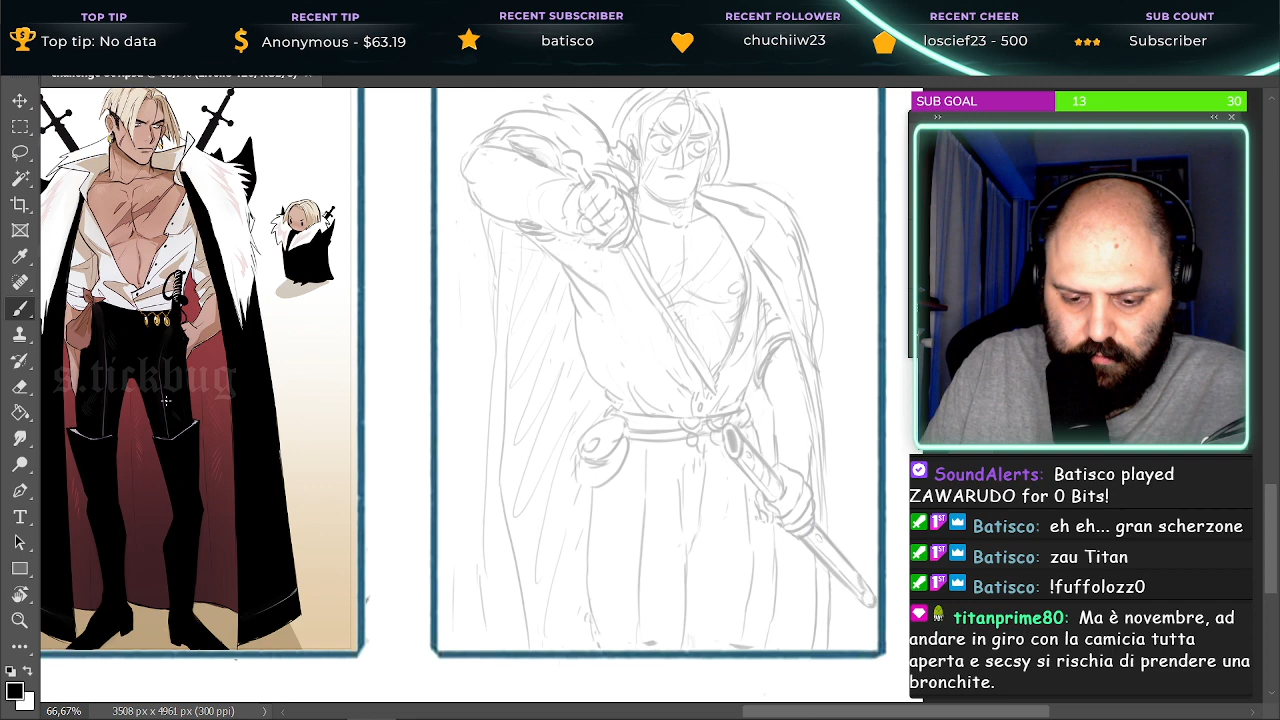 TOP TIP
Top tip: No data
RECENT TIP
Anonymous - $63.19
RECENT SUBSCRIBER
batisco
RECENT FOLLOWER
chuchiiw23
RECENT CHEER
loscief23 - 500
SUB COUNT
Subscriber
SUB GOAL 13 30
s.tickbug
SoundAlerts: Batisco played
ZAWARUDO for 0 Bits!
Batisco: eh eh... gran scherzone
Batisco: zau Titan
Batisco: !fuffolozz0
titanprime80: Ma è novembre, ad
andare in giro con la camicia tutta
aperta e secsy si rischia di prendere una
bronchite.
66,67% 3508 px x 4961 px (300 ppi)